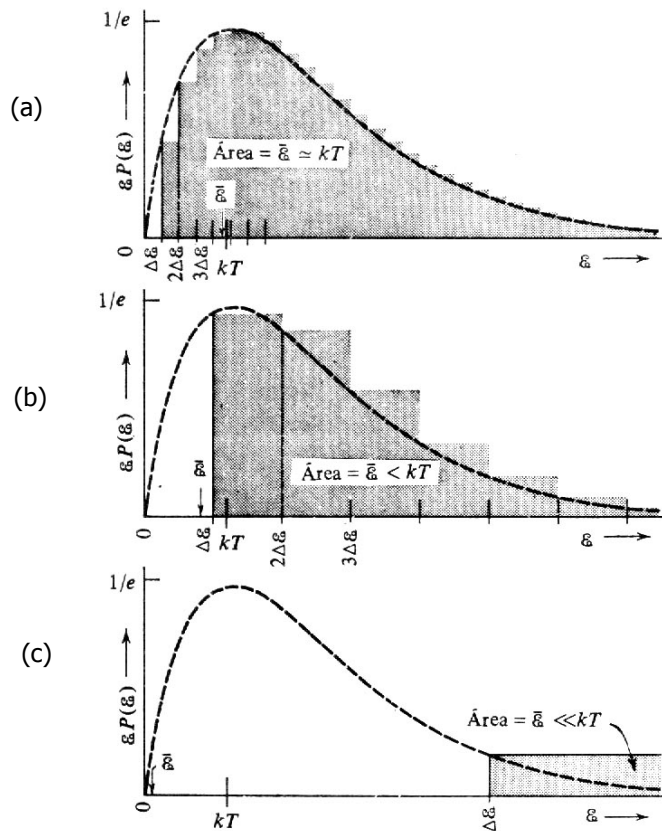 (a)
1/e
ℰP(ℰ) →
Área = ℰ̄ ≃ kT
ℰ̄
0
Δℰ
2Δℰ
3Δℰ
kT
ℰ →
(b)
1/e
ℰP(ℰ) →
Área = ℰ̄ < kT
ℰ̄
0
Δℰ
kT
2Δℰ
3Δℰ
ℰ →
(c)
1/e
ℰP(ℰ) →
Área = ℰ̄ ≪kT
ℰ̄
0
kT
Δℰ
ℰ →